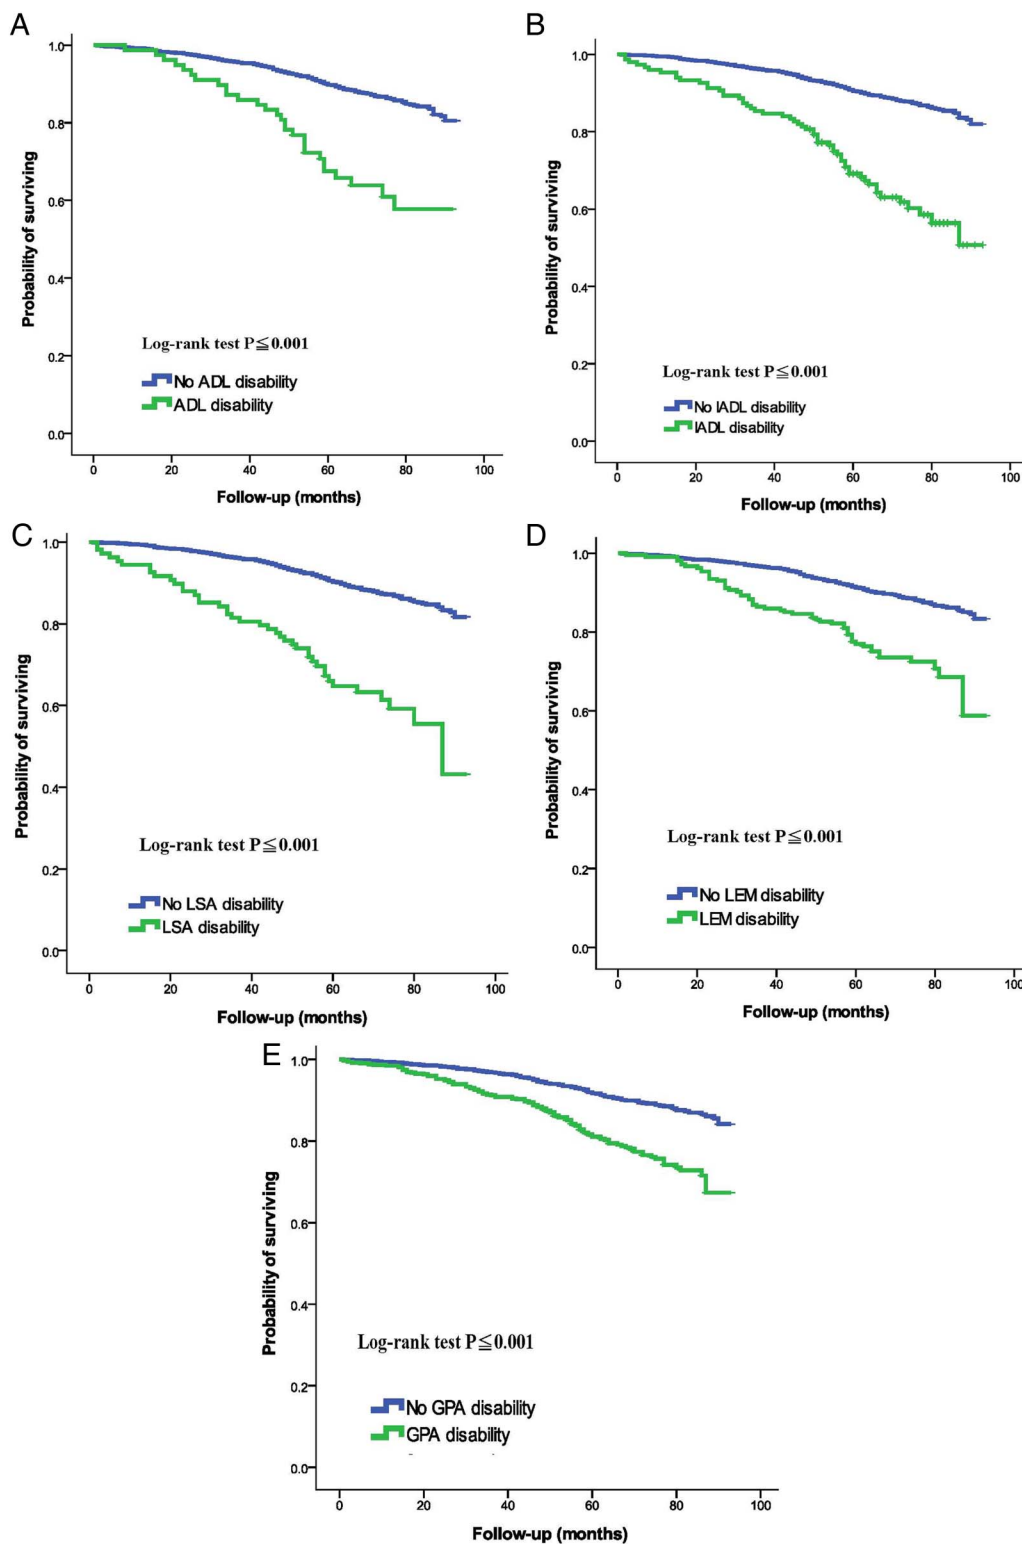 A
Probability of surviving
1.0
0.8
0.6
0.4
0.2
0.0
Log-rank test P≦0.001
No ADL disability
ADL disability
0 20 40 60 80 100
Follow-up (months)
B
Probability of surviving
1.0
0.8
0.6
0.4
0.2
0.0
Log-rank test P≦0.001
No IADL disability
IADL disability
0 20 40 60 80 100
Follow-up (months)
C
Probability of surviving
1.0
0.8
0.6
0.4
0.2
0.0
Log-rank test P≦0.001
No LSA disability
LSA disability
0 20 40 60 80 100
Follow-up (months)
D
Probability of surviving
1.0
0.8
0.6
0.4
0.2
0.0
Log-rank test P≦0.001
No LEM disability
LEM disability
0 20 40 60 80 100
Follow-up (months)
E
Probability of surviving
1.0
0.8
0.6
0.4
0.2
0.0
Log-rank test P≦0.001
No GPA disability
GPA disability
0 20 40 60 80 100
Follow-up (months)